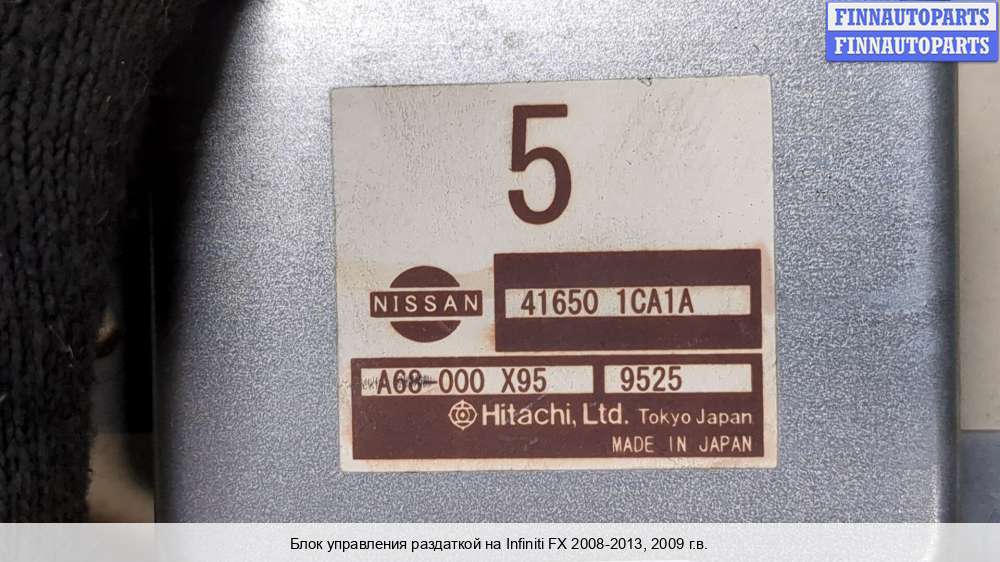 FINNAUTOPARTS
FINNAUTOPARTS
5
NISSAN
41650 1CA1A
A68-000 X95
9525
Hitachi, Ltd. Tokyo Japan
MADE IN JAPAN
Блок управления раздаткой на Infiniti FX 2008-2013, 2009 г.в.